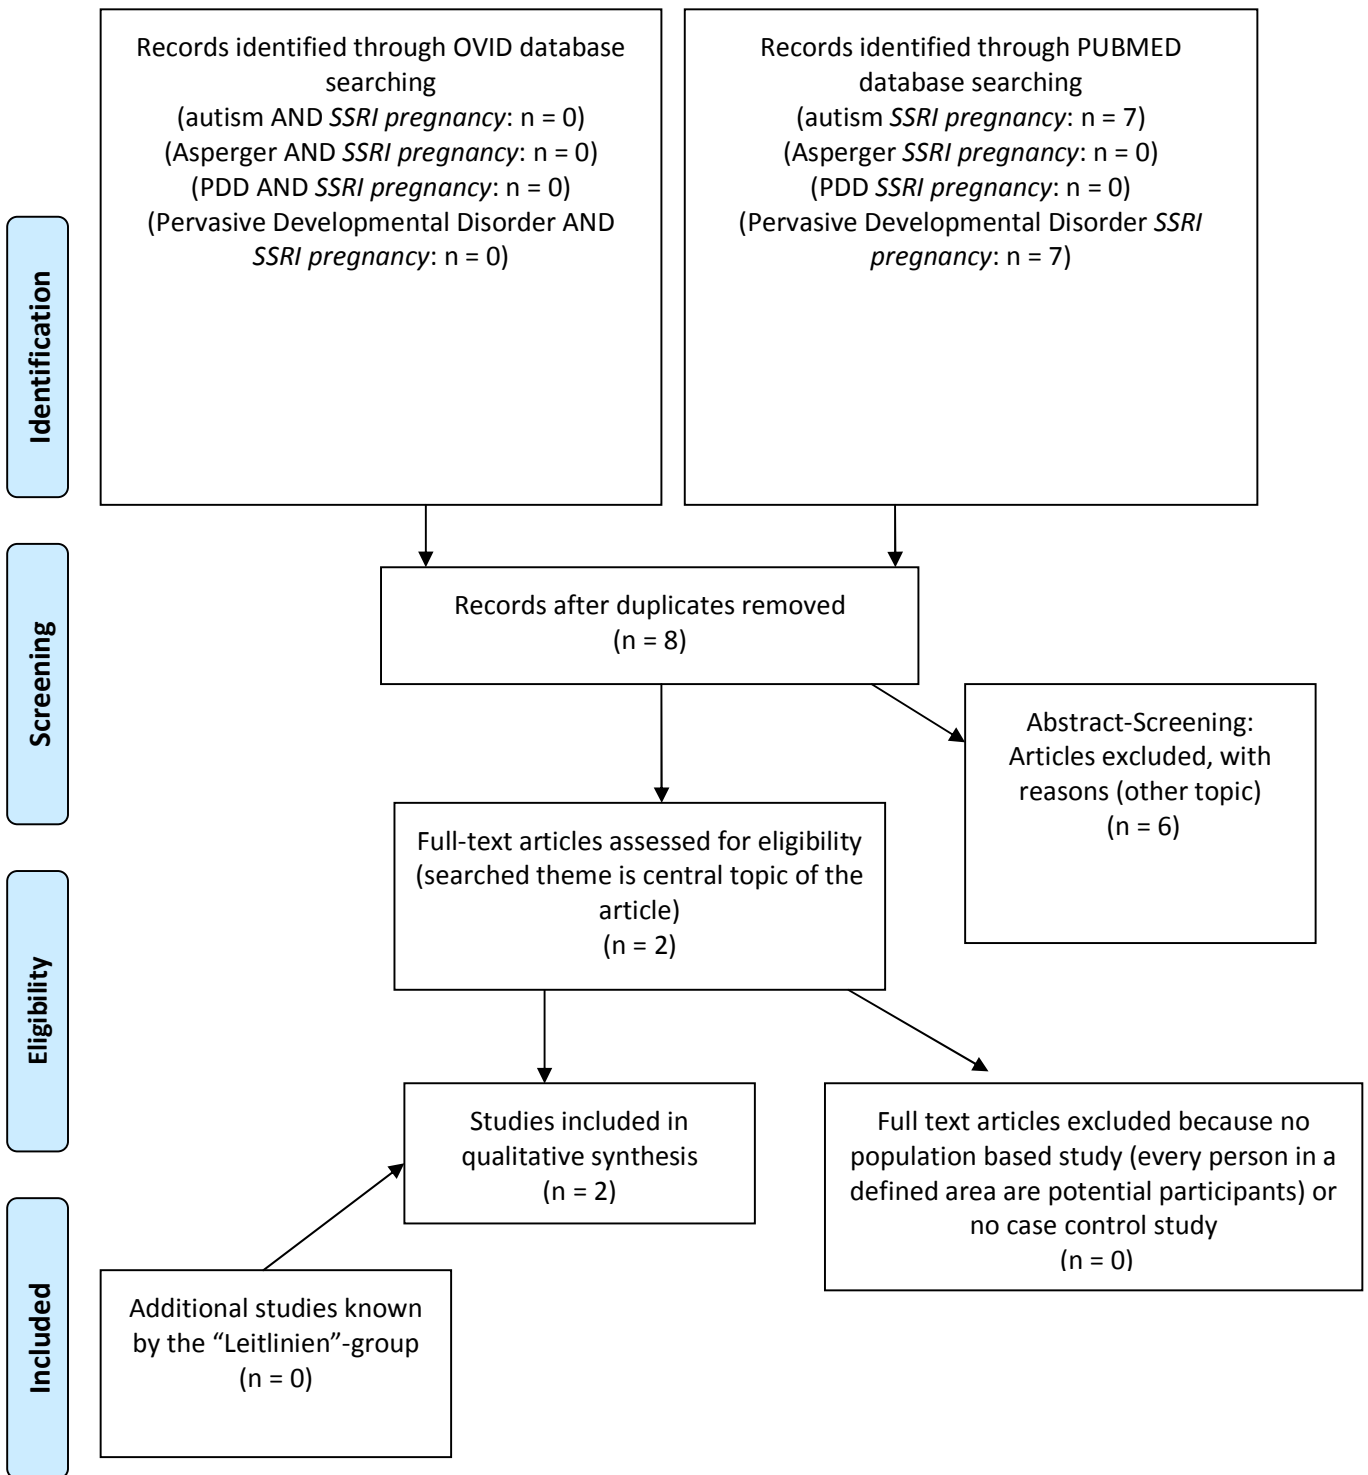 Records identified through OVID database
searching
(autism AND SSRI pregnancy: n = 0)
(Asperger AND SSRI pregnancy: n = 0)
(PDD AND SSRI pregnancy: n = 0)
(Pervasive Developmental Disorder AND
SSRI pregnancy: n = 0)
Records identified through PUBMED
database searching
(autism SSRI pregnancy: n = 7)
(Asperger SSRI pregnancy: n = 0)
(PDD SSRI pregnancy: n = 0)
(Pervasive Developmental Disorder SSRI
pregnancy: n = 7)
Identification
Records after duplicates removed
(n = 8)
Screening
Abstract-Screening:
Articles excluded, with
reasons (other topic)
(n = 6)
Full-text articles assessed for eligibility
(searched theme is central topic of the
article)
(n = 2)
Eligibility
Studies included in
qualitative synthesis
(n = 2)
Full text articles excluded because no
population based study (every person in a
defined area are potential participants) or
no case control study
(n = 0)
Included
Additional studies known
by the “Leitlinien”-group
(n = 0)